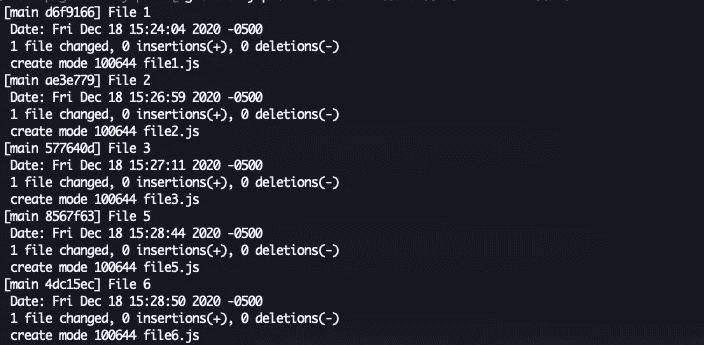 [main d6f9166] File 1
Date: Fri Dec 18 15:24:04 2020 -0500
1 file changed, 0 insertions(+), 0 deletions(-)
create mode 100644 file1.js
[main ae3e779] File 2
Date: Fri Dec 18 15:26:59 2020 -0500
1 file changed, 0 insertions(+), 0 deletions(-)
create mode 100644 file2.js
[main 577640d] File 3
Date: Fri Dec 18 15:27:11 2020 -0500
1 file changed, 0 insertions(+), 0 deletions(-)
create mode 100644 file3.js
[main 8567f63] File 5
Date: Fri Dec 18 15:28:44 2020 -0500
1 file changed, 0 insertions(+), 0 deletions(-)
create mode 100644 file5.js
[main 4dc15ec] File 6
Date: Fri Dec 18 15:28:50 2020 -0500
1 file changed, 0 insertions(+), 0 deletions(-)
create mode 100644 file6.js